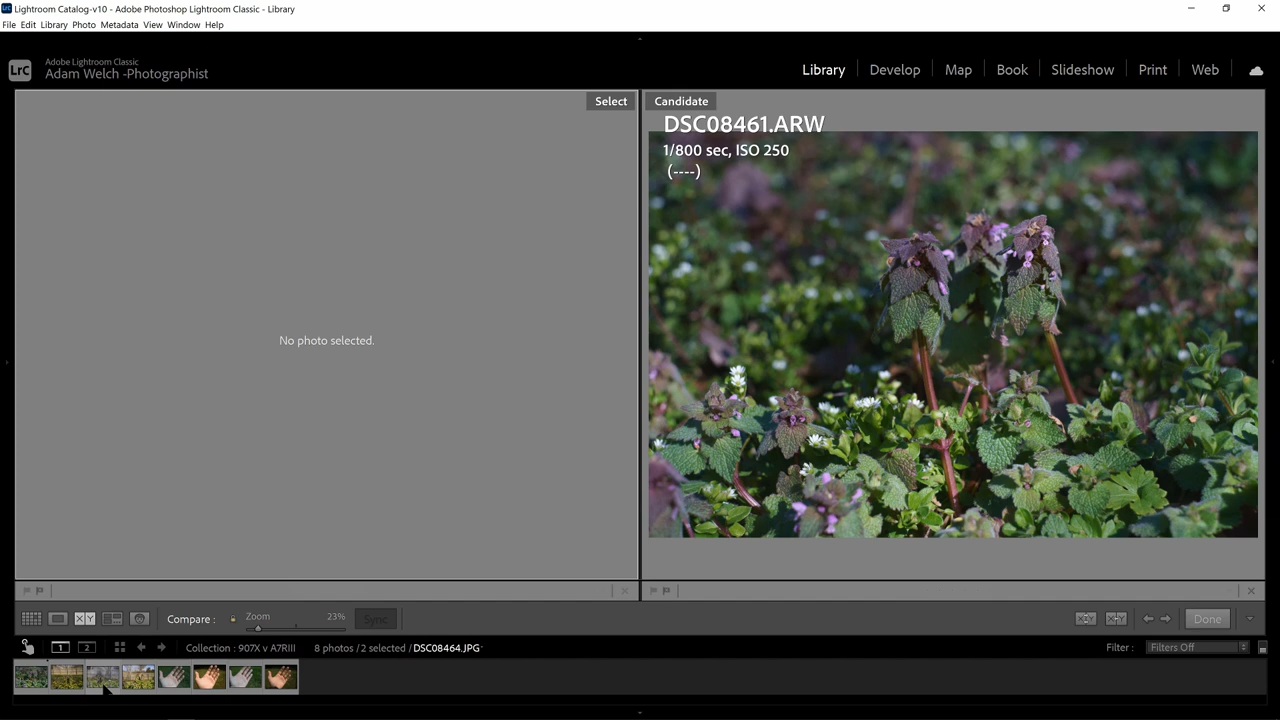 Lightroom Catalog-v10 - Adobe Photoshop Lightroom Classic - Library
File Edit Library Photo Metadata View Window Help
LrC
Adobe Lightroom Classic
Adam Welch -Photographist
Library Develop Map Book Slideshow Print Web
Select
Candidate
DSC08461.ARW
1/800 sec, ISO 250
(----)
No photo selected.
XY
Compare :
Zoom
23%
Sync
Done
1 2
Collection : 907X v A7RIII
8 photos / 2 selected / DSC08464.JPG
Filter :
Filters Off